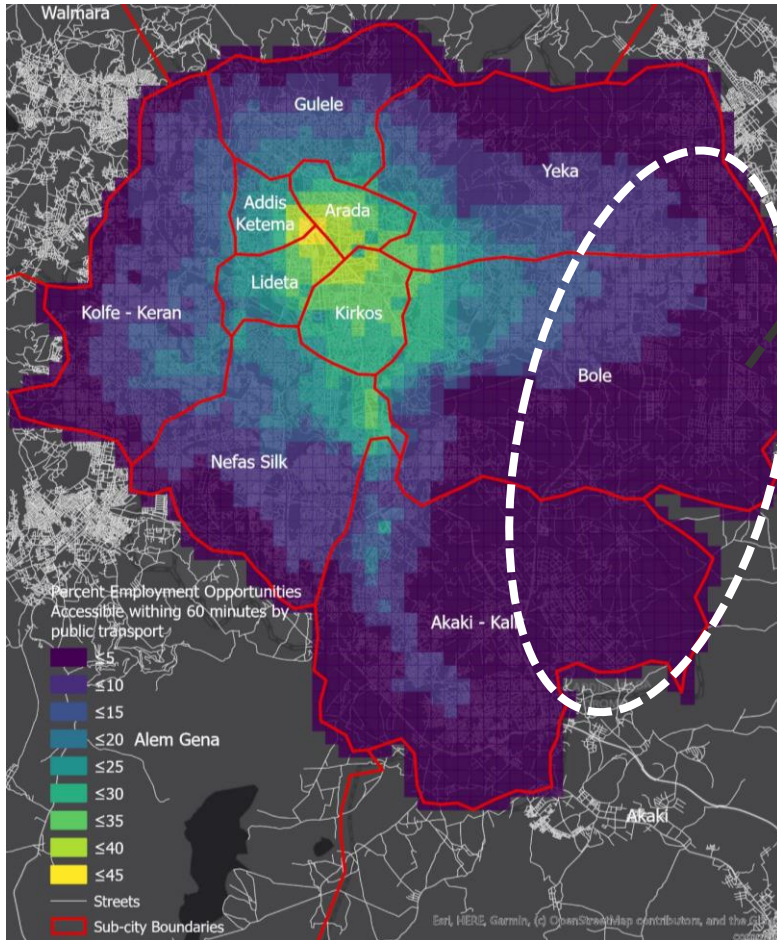 Walmara
Gulele
Yeka
Addis
Ketema
Arada
Lideta
Kirkos
Kolfe - Keran
Bole
Nefas Silk
Percent Employment Opportunities
Accessible withing 60 minutes by
public transport
Akaki - Kali
≤5
≤10
≤15
≤20
Alem Gena
≤25
≤30
≤35
≤40
≤45
Akaki
Streets
Sub-city Boundaries
Esri, HERE, Garmin, (c) OpenStreetMap contributors, and the